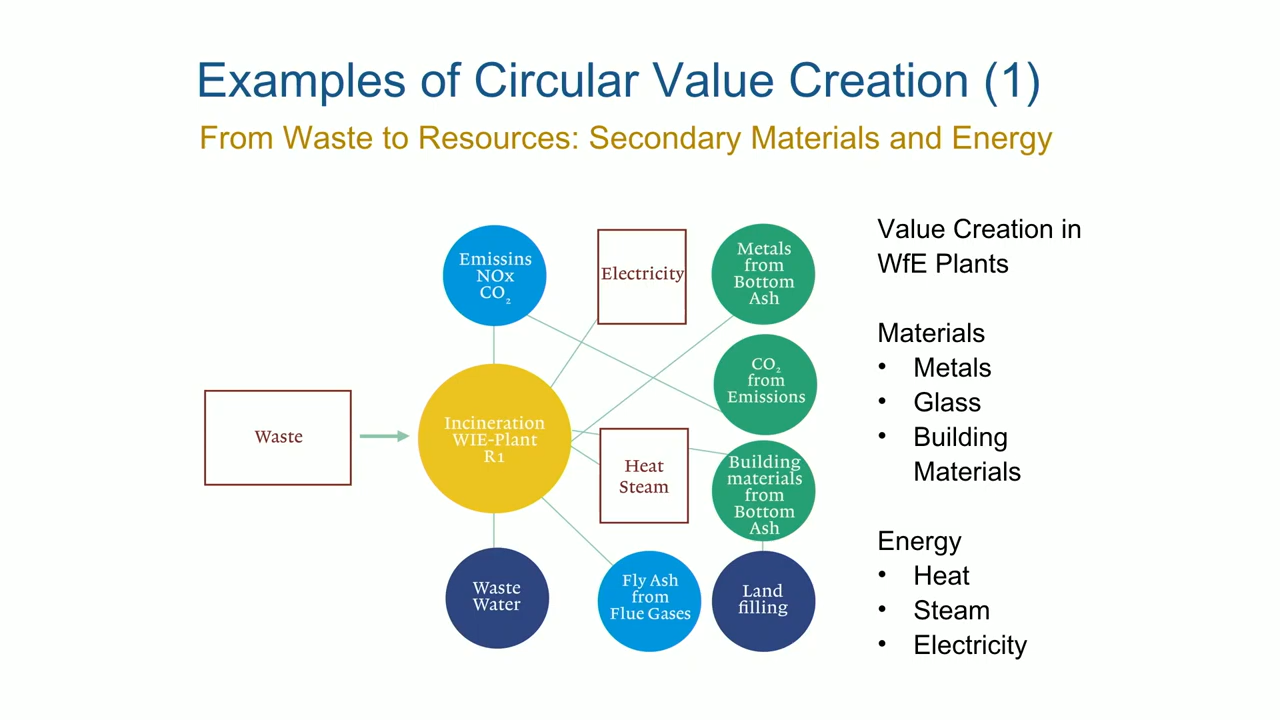 Examples of Circular Value Creation (1)
From Waste to Resources: Secondary Materials and Energy
Waste
Emissins
NOx
CO₂
Incineration
WIE-Plant
R1
Waste
Water
Electricity
Heat
Steam
Fly Ash
from
Flue Gases
Metals
from
Bottom
Ash
CO₂
from
Emissions
Building
materials
from
Bottom
Ash
Land
filling
Value Creation in
WfE Plants
Materials
• Metals
• Glass
• Building
Materials
Energy
• Heat
• Steam
• Electricity